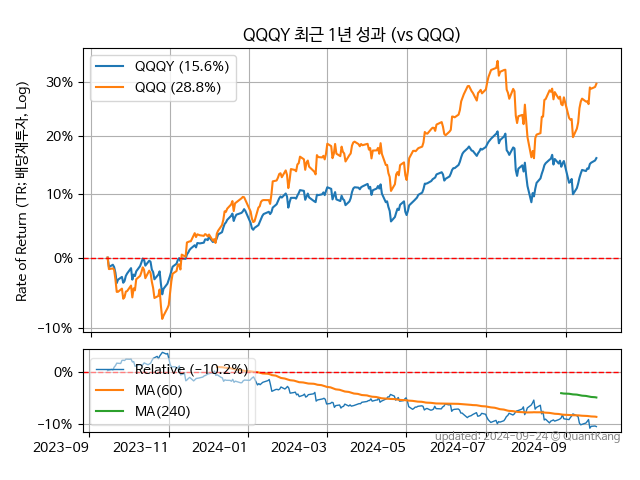 QQQY 최근 1년 성과 (vs QQQ)
Rate of Return (TR: 배당재투자, Log)
QQQY (15.6%)
QQQ (28.8%)
30%
20%
10%
0%
−10%
Relative (−10.2%)
MA(60)
MA(240)
0%
−10%
2023−09
2023−11
2024−01
2024−03
2024−05
2024−07
2024−09
updated: 2024−09−24 © QuantKang